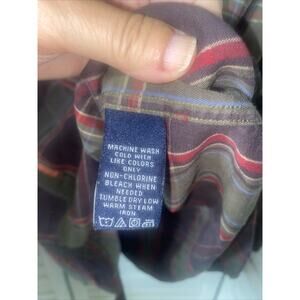 MACHINE WASH
COLD WITH
LIKE COLORS
ONLY
NON-CHLORINE
BLEACH WHEN
NEEDED
TUMBLE DRY LOW
WARM STEAM
IRON